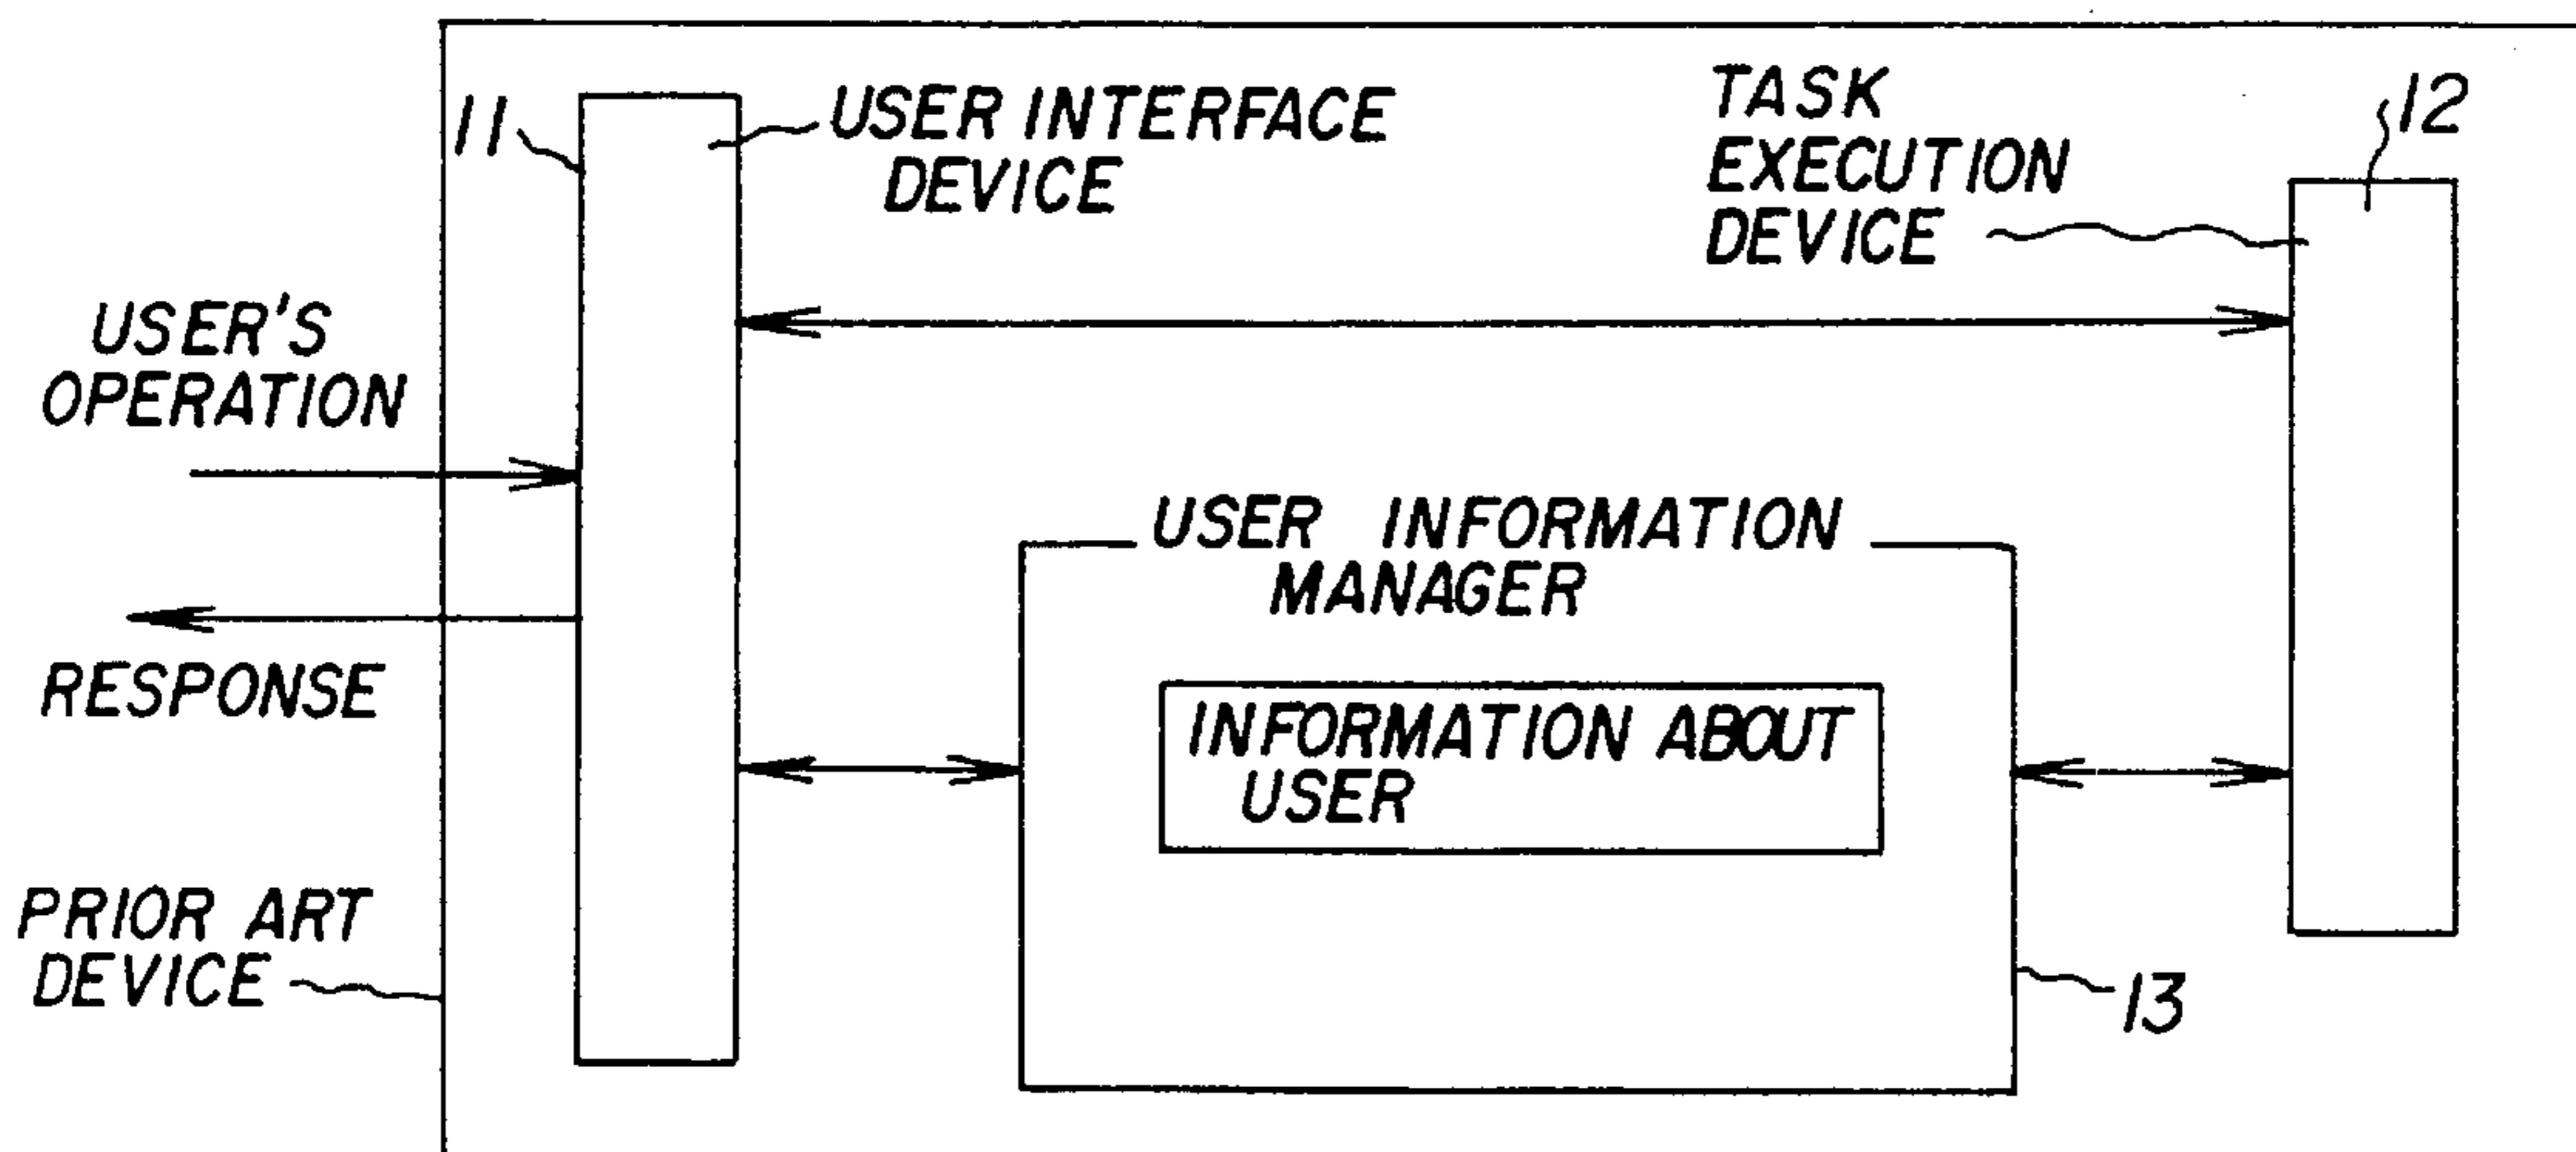 11
USER INTERFACE
DEVICE
TASK
EXECUTION
DEVICE
12
USER'S
OPERATION
RESPONSE
USER INFORMATION
MANAGER
INFORMATION ABOUT
USER
PRIOR ART
DEVICE
13